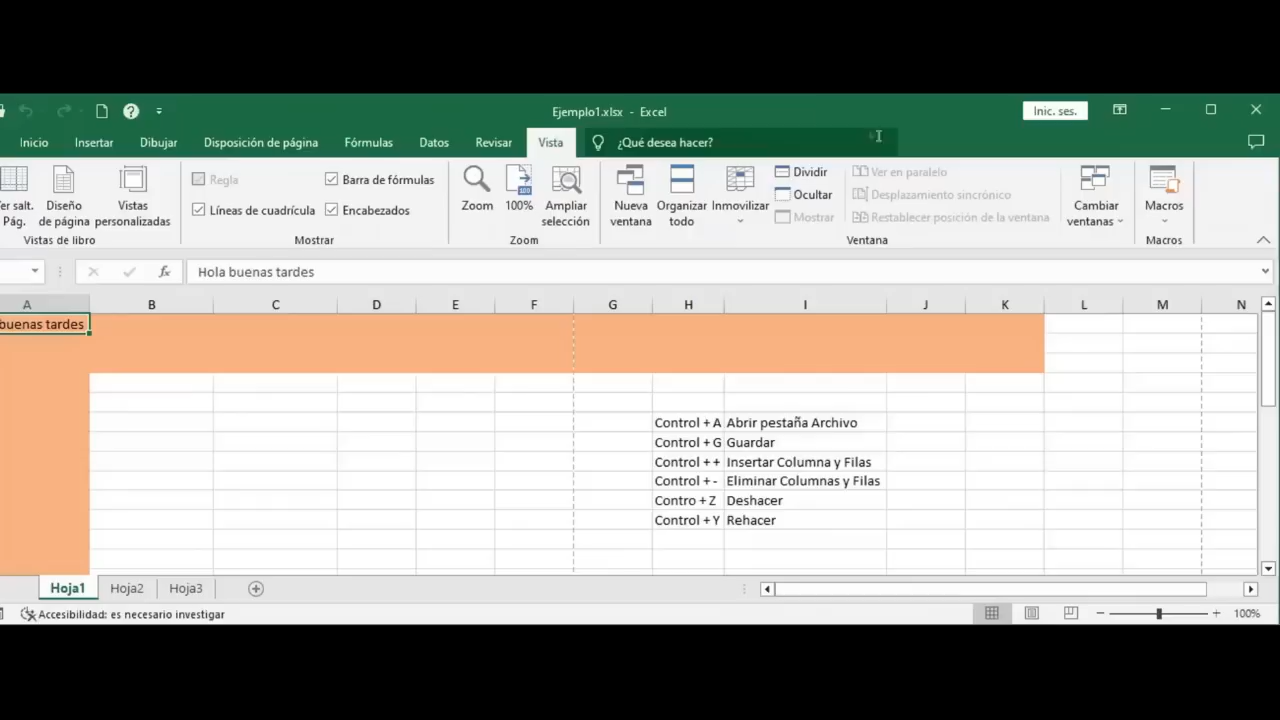 Ejemplo1.xlsx - Excel
Inic. ses.
Inicio Insertar Dibujar Disposición de página Fórmulas Datos Revisar Vista ¿Qué desea hacer?
Diseño de página
Vistas personalizadas
Vistas de libro
Regla
Barra de fórmulas
Líneas de cuadrícula
Encabezados
Mostrar
Zoom
100%
Ampliar selección
Zoom
Nueva ventana
Organizar todo
Inmovilizar
Dividir
Ocultar
Mostrar
Ver en paralelo
Desplazamiento sincrónico
Restablecer posición de la ventana
Ventana
Cambiar ventanas
Macros
Macros
fx Hola buenas tardes
A B C D E F G H I J K L M N
buenas tardes
Control + A Abrir pestaña Archivo
Control + G Guardar
Control + + Insertar Columna y Filas
Control + - Eliminar Columnas y Filas
Contro + Z Deshacer
Control + Y Rehacer
Hoja1 Hoja2 Hoja3
Accesibilidad: es necesario investigar
100%